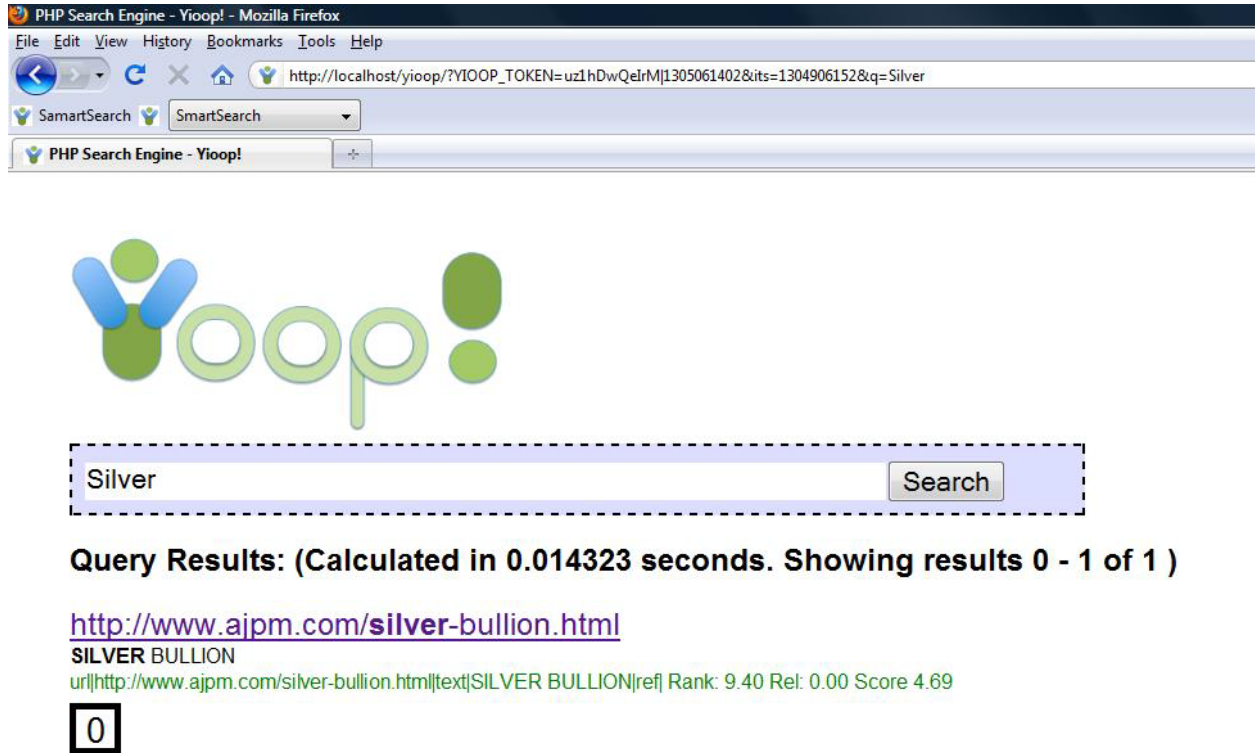 PHP Search Engine - Yioop! - Mozilla Firefox
File Edit View History Bookmarks Tools Help
http://localhost/yioop/?YIOOP_TOKEN=uz1hDwQeIrM|1305061402&its=1304906152&q=Silver
SamartSearch SmartSearch
PHP Search Engine - Yioop!
Yioop!
Silver Search
Query Results: (Calculated in 0.014323 seconds. Showing results 0 - 1 of 1 )
http://www.ajpm.com/silver-bullion.html
SILVER BULLION
url|http://www.ajpm.com/silver-bullion.html|text|SILVER BULLION|ref| Rank: 9.40 Rel: 0.00 Score 4.69
0